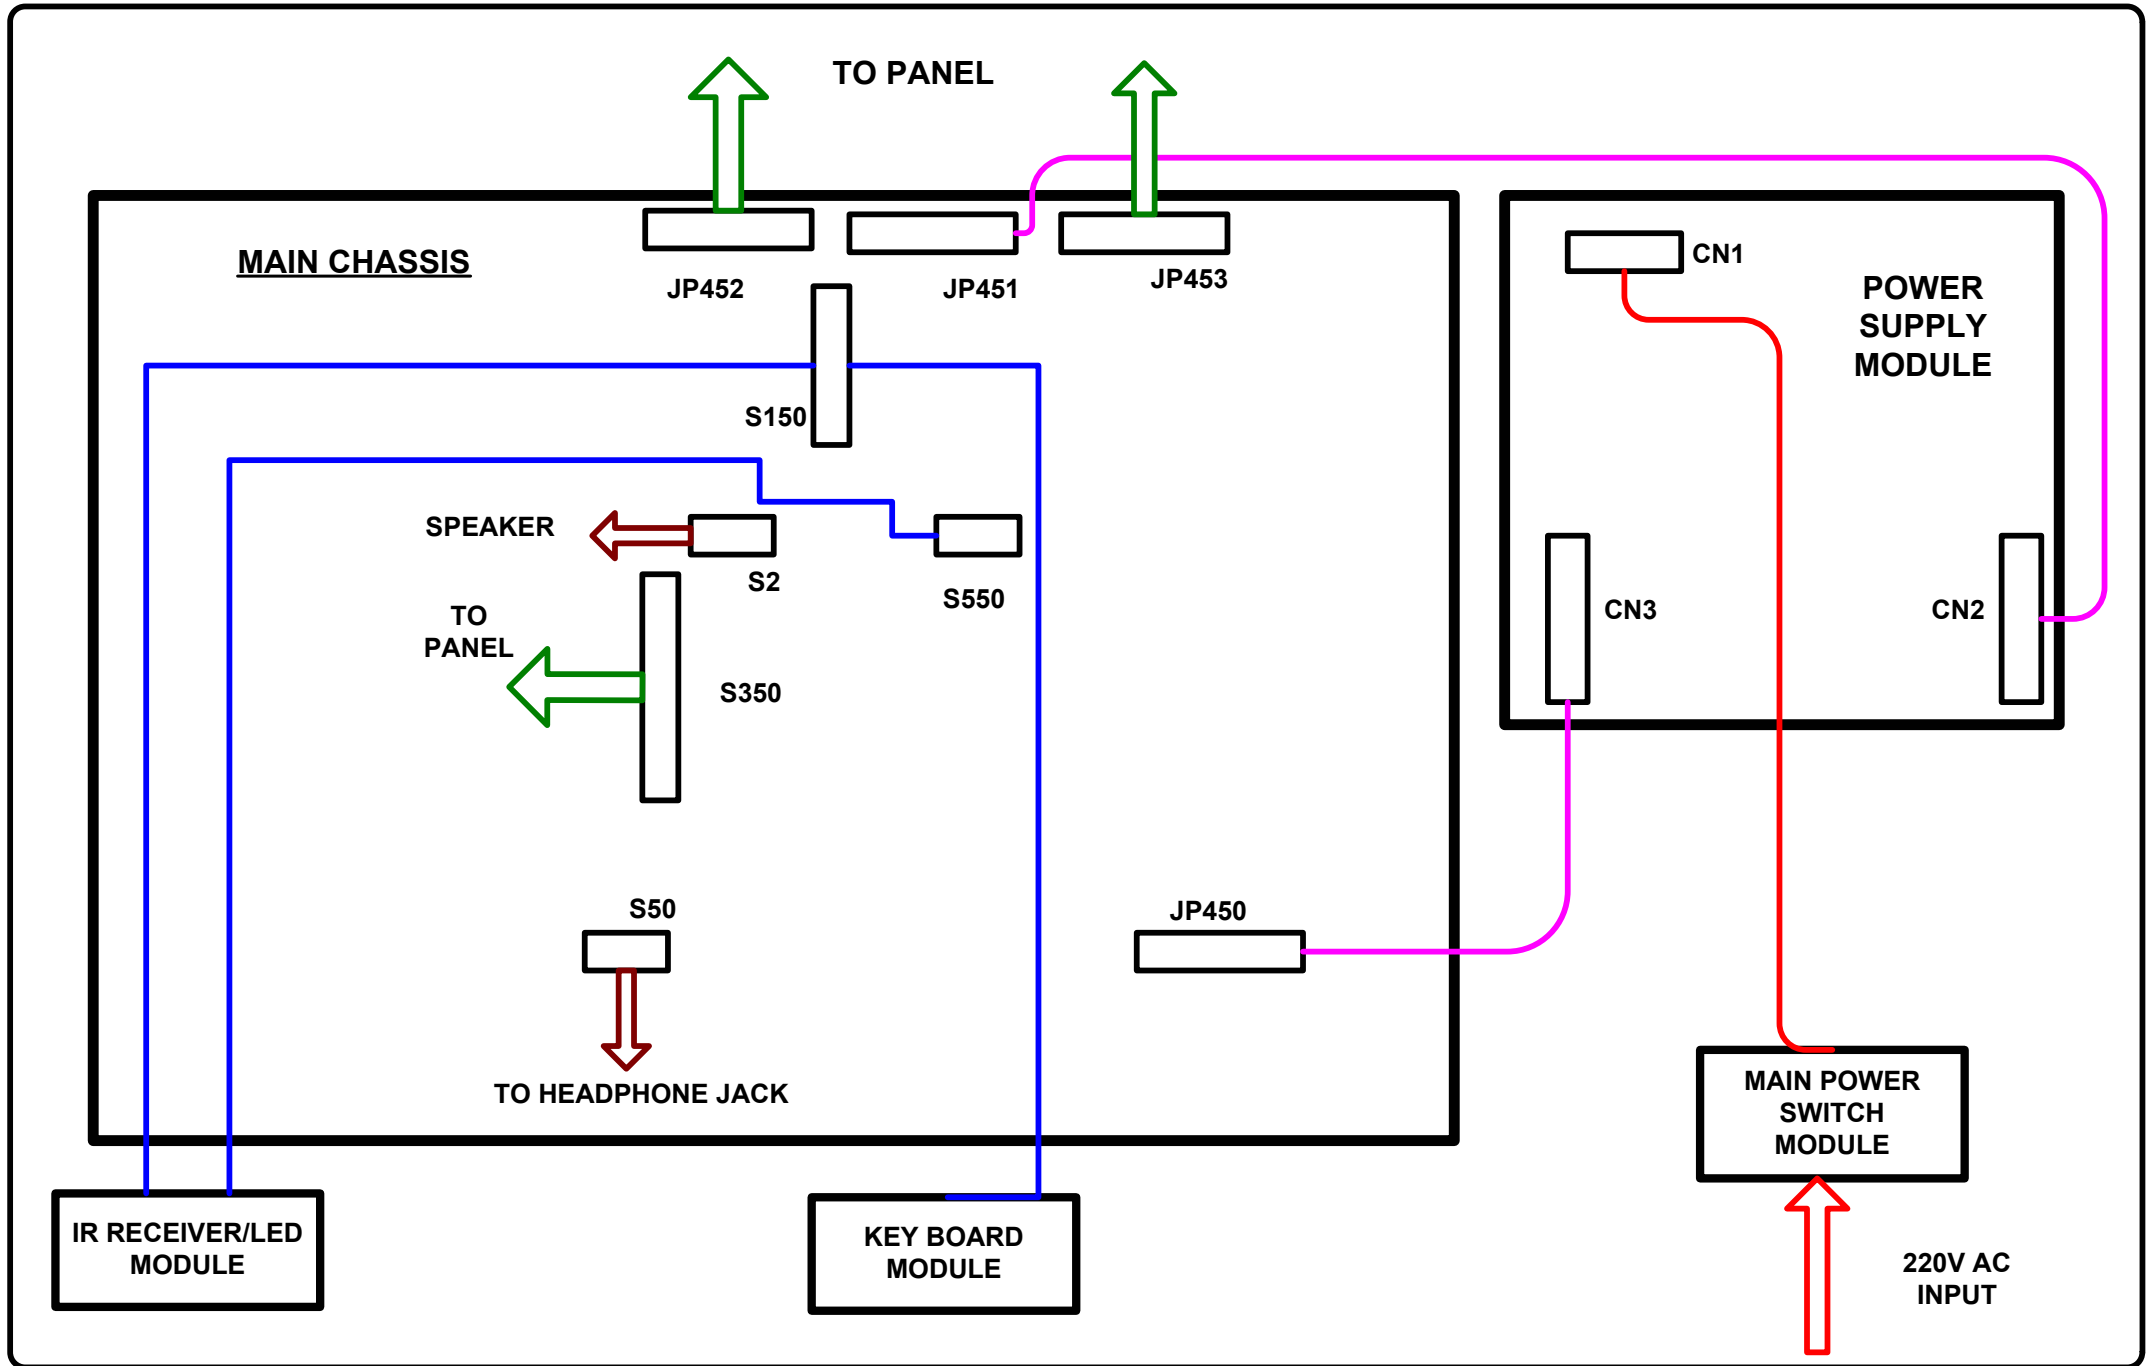 TO PANEL
MAIN CHASSIS
JP452
JP451
JP453
CN1
POWER
SUPPLY
MODULE
S150
SPEAKER
S2
S550
TO
PANEL
S350
CN3
CN2
S50
JP450
TO HEADPHONE JACK
MAIN POWER
SWITCH
MODULE
IR RECEIVER/LED
MODULE
KEY BOARD
MODULE
220V AC
INPUT